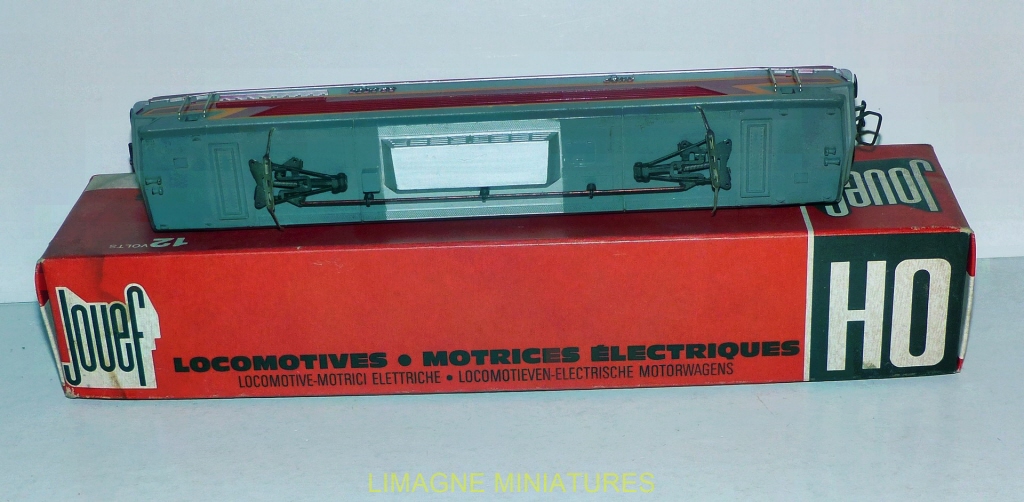 Jouef
12 VOLTS
Jouef
LOCOMOTIVES • MOTRICES ÉLECTRIQUES
LOCOMOTIVE-MOTRICI ELETTRICHE • LOCOMOTIEVEN-ELECTRISCHE MOTORWAGENS
HO
LIMAGNE MINIATURES